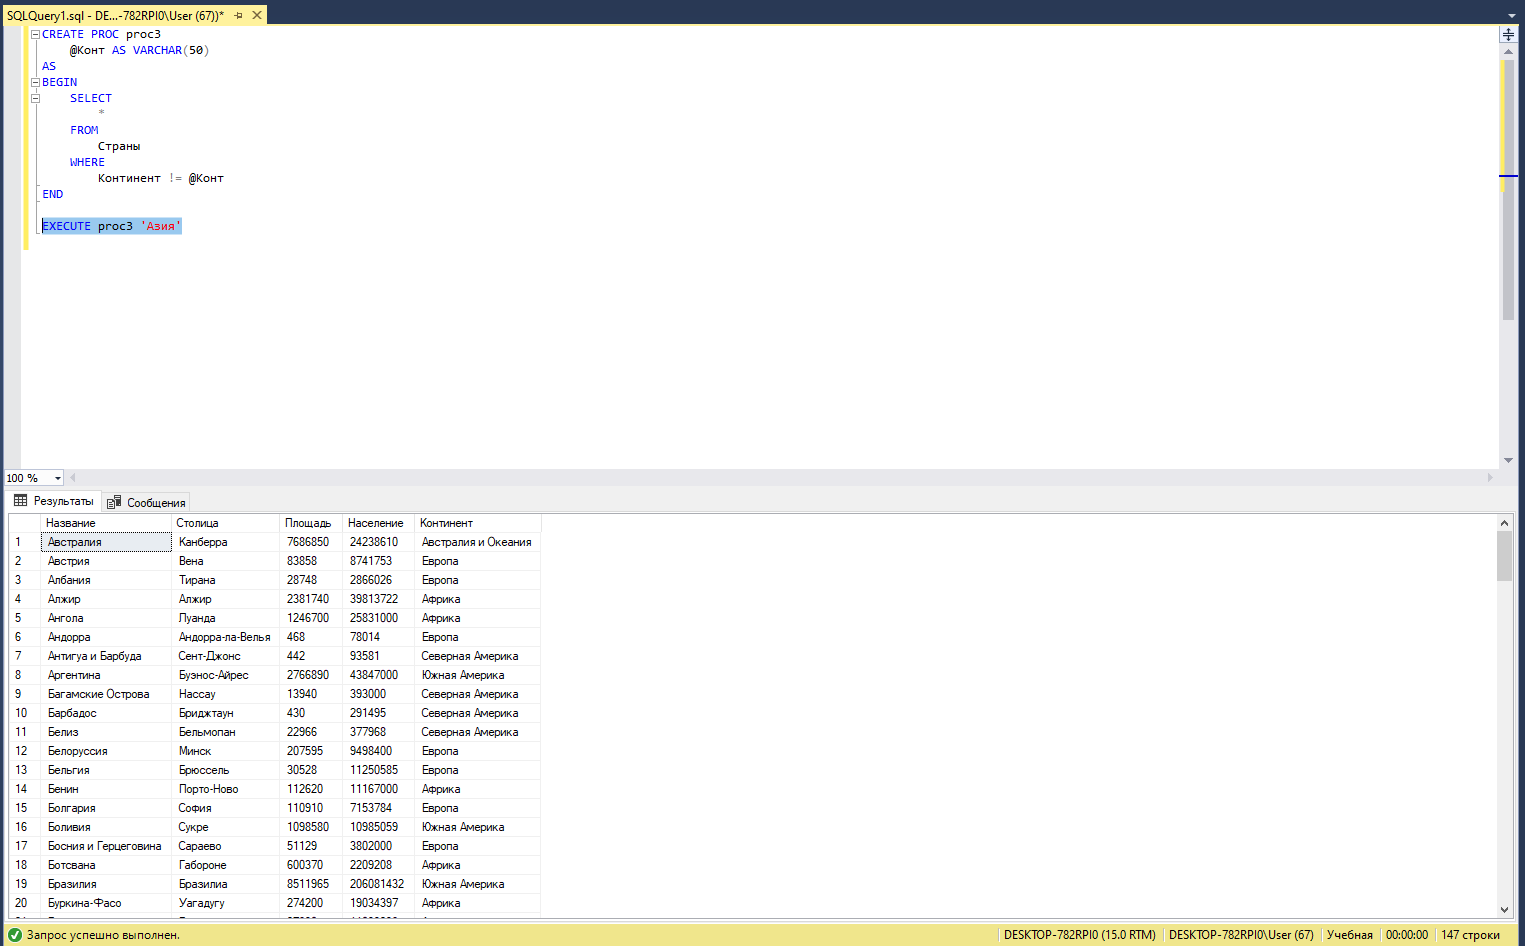 SQLQuery1.sql - DE...-782RPI0\User (67))*
CREATE PROC proc3
@Конт AS VARCHAR(50)
AS
BEGIN
SELECT
*
FROM
Страны
WHERE
Континент != @Конт
END
EXECUTE proc3 'Азия'
100 %
Результаты Сообщения
Название Столица Площадь Население Континент
1 Австралия Канберра 7686850 24238610 Австралия и Океания
2 Австрия Вена 83858 8741753 Европа
3 Албания Тирана 28748 2866026 Европа
4 Алжир Алжир 2381740 39813722 Африка
5 Ангола Луанда 1246700 25831000 Африка
6 Андорра Андорра-ла-Велья 468 78014 Европа
7 Антигуа и Барбуда Сент-Джонс 442 93581 Северная Америка
8 Аргентина Буэнос-Айрес 2766890 43847000 Южная Америка
9 Багамские Острова Нассау 13940 393000 Северная Америка
10 Барбадос Бриджтаун 430 291495 Северная Америка
11 Белиз Бельмопан 22966 377968 Северная Америка
12 Белоруссия Минск 207595 9498400 Европа
13 Бельгия Брюссель 30528 11250585 Европа
14 Бенин Порто-Ново 112620 11167000 Африка
15 Болгария София 110910 7153784 Европа
16 Боливия Сукре 1098580 10985059 Южная Америка
17 Босния и Герцеговина Сараево 51129 3802000 Европа
18 Ботсвана Габороне 600370 2209208 Африка
19 Бразилия Бразилиа 8511965 206081432 Южная Америка
20 Буркина-Фасо Уагадугу 274200 19034397 Африка
Запрос успешно выполнен. DESKTOP-782RPI0 (15.0 RTM) DESKTOP-782RPI0\User (67) Учебная 00:00:00 147 строки